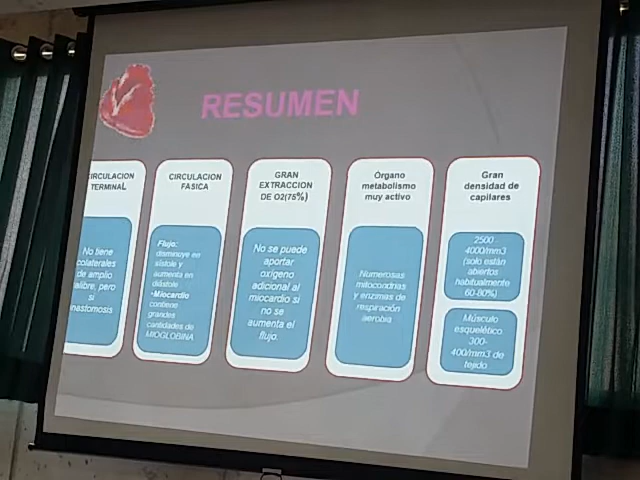 RESUMEN
CIRCULACION
TERMINAL
No tiene
colaterales
de amplio
calibre, pero
si
anastomosis
CIRCULACION
FASICA
Flujo:
disminuye en
sístole y
aumenta en
diástole
•Miocardio
contiene
grandes
cantidades de
MIOGLOBINA
GRAN
EXTRACCION
DE O2(75%)
No se puede
aportar
oxígeno
adicional al
miocardio si
no se
aumenta el
flujo.
Órgano
metabolismo
muy activo
Numerosas
mitocondrias
y enzimas de
respiración
aerobia
Gran
densidad de
capilares
2500 -
4000/mm3
(solo están
abiertos
habitualmente
60-80%)
Músculo
esquelético
300-
400/mm3 de
tejido